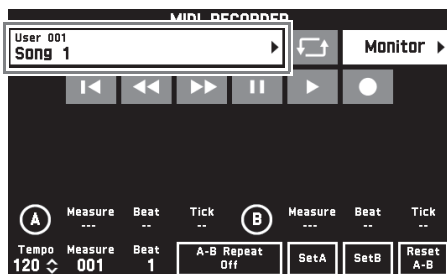 MIDI RECORDER
User 001
Song 1
Monitor
A Measure Beat Tick B Measure Beat Tick
--- -- -- --- -- --
Tempo Measure Beat A-B Repeat SetA SetB Reset
120 001 1 Off A-B